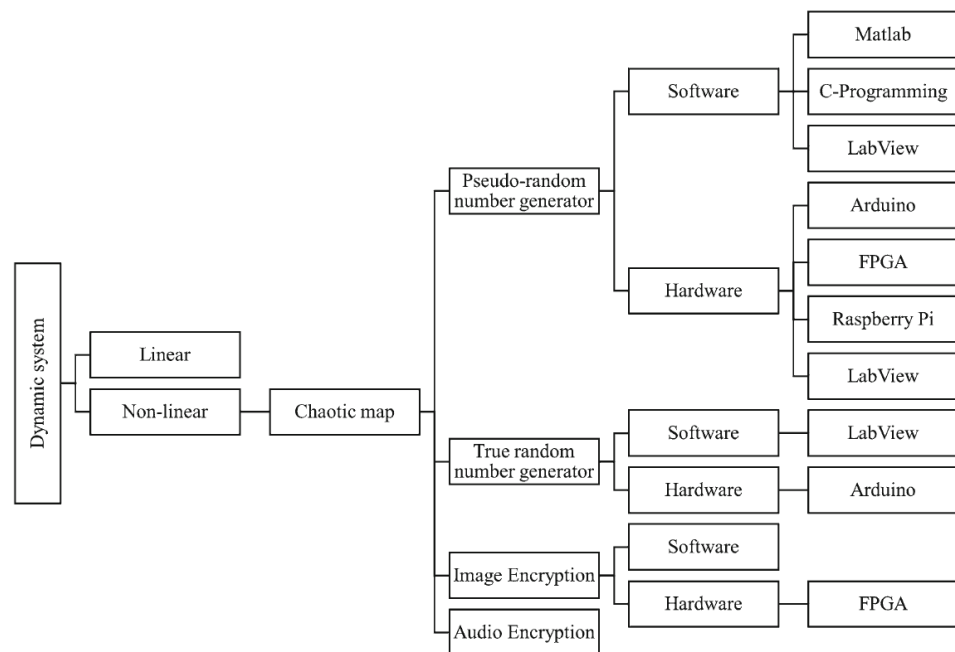 Matlab
Software
C-Programming
LabView
Pseudo-random
number generator
Arduino
FPGA
Hardware
Raspberry Pi
LabView
Dynamic system
Linear
Non-linear
Chaotic map
True random
number generator
Software
LabView
Hardware
Arduino
Image Encryption
Software
Hardware
FPGA
Audio Encryption